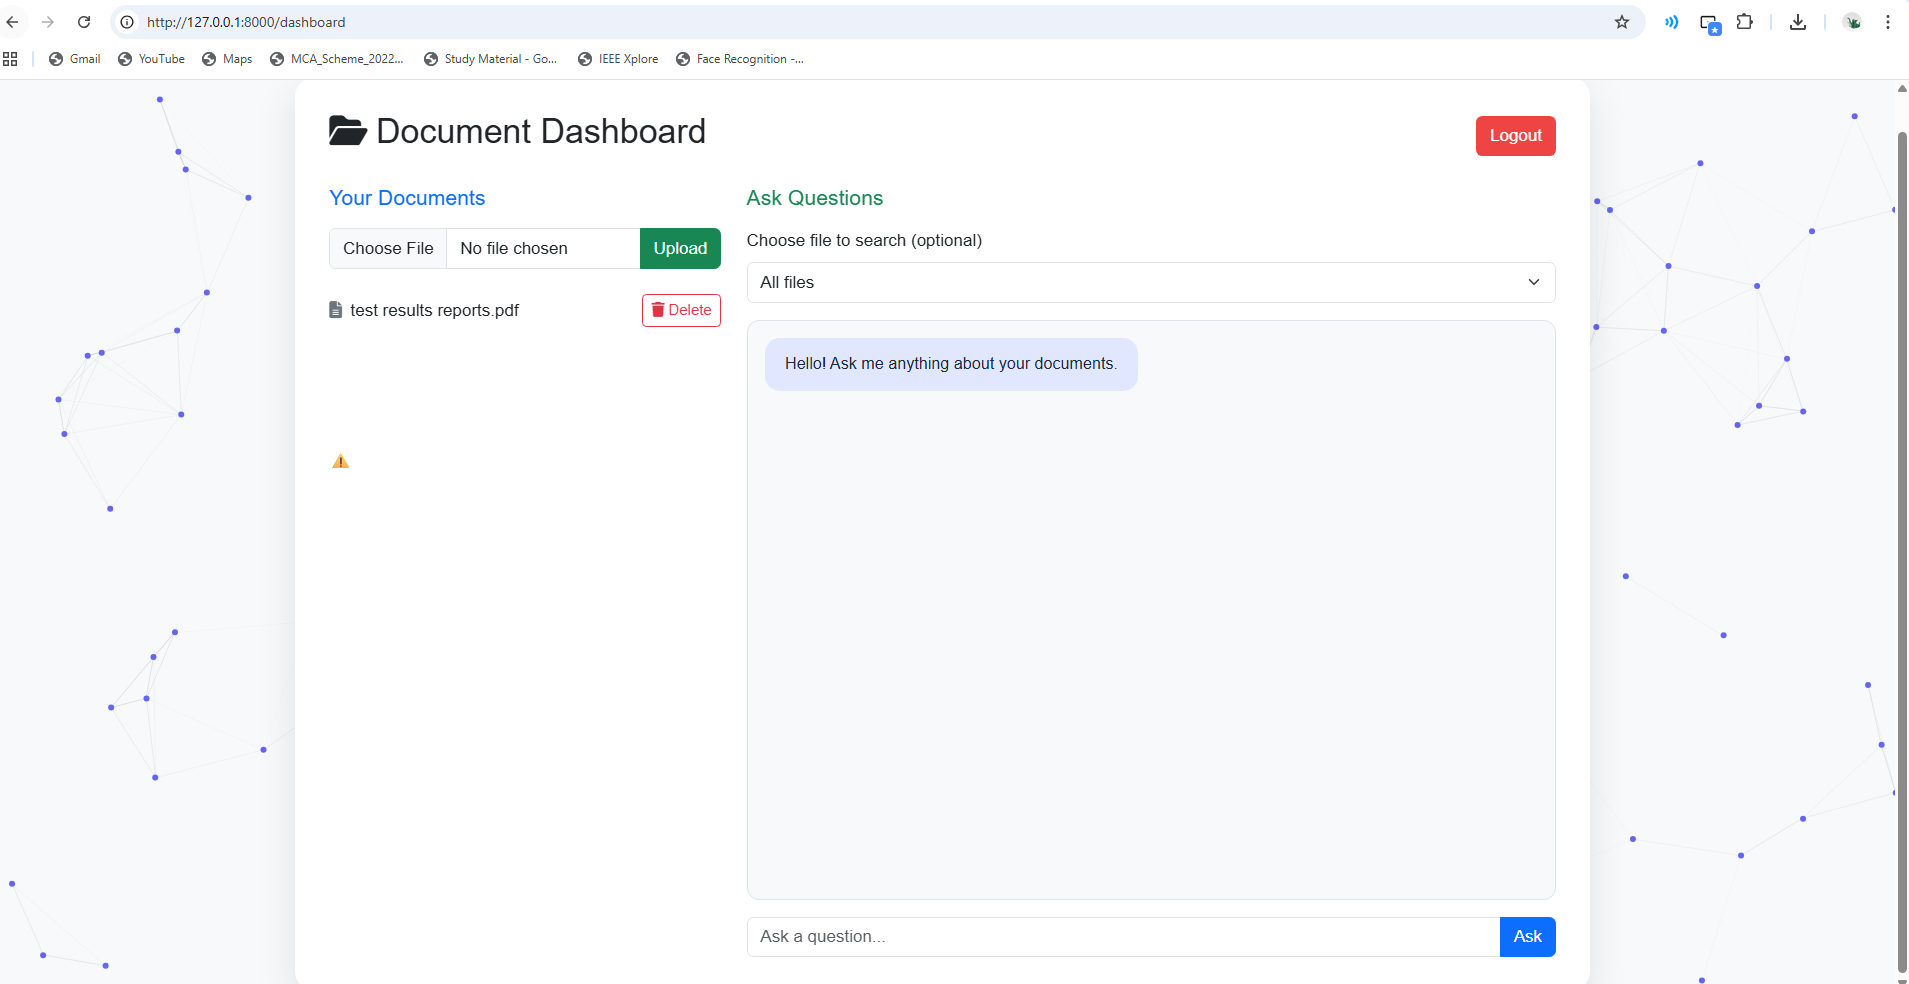 http://127.0.0.1:8000/dashboard
Gmail
YouTube
Maps
MCA_Scheme_2022...
Study Material - Go...
IEEE Xplore
Face Recognition -...
Document Dashboard
Logout
Your Documents
Choose File
No file chosen
Upload
test results reports.pdf
Delete
Ask Questions
Choose file to search (optional)
All files
Hello! Ask me anything about your documents.
Ask a question...
Ask